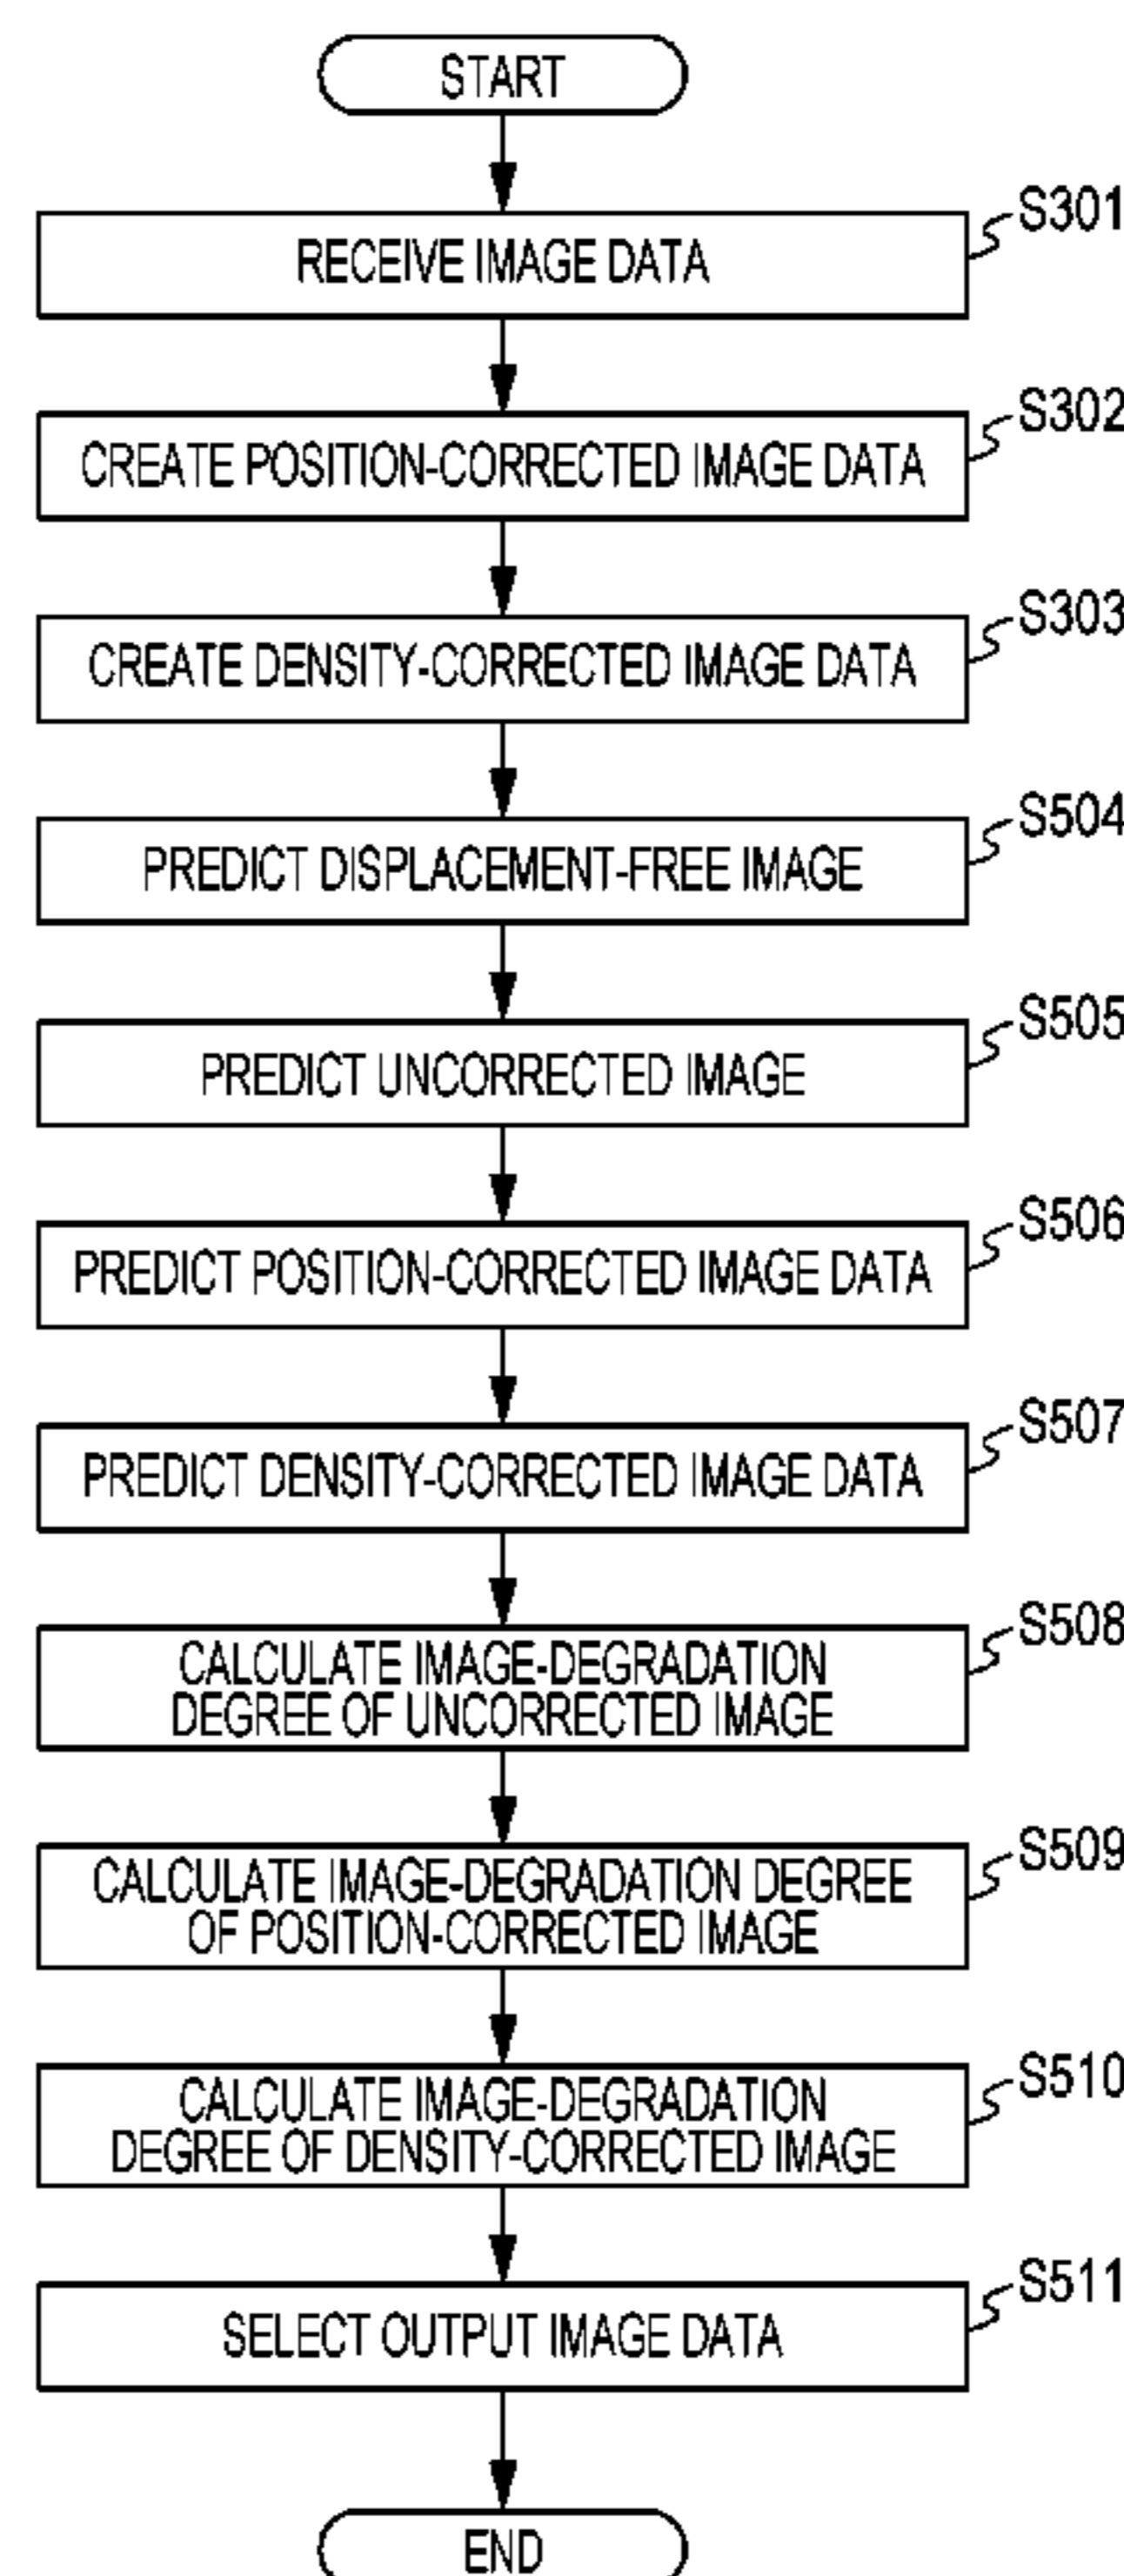 START
S301
RECEIVE IMAGE DATA
S302
CREATE POSITION-CORRECTED IMAGE DATA
S303
CREATE DENSITY-CORRECTED IMAGE DATA
S504
PREDICT DISPLACEMENT-FREE IMAGE
S505
PREDICT UNCORRECTED IMAGE
S506
PREDICT POSITION-CORRECTED IMAGE DATA
S507
PREDICT DENSITY-CORRECTED IMAGE DATA
S508
CALCULATE IMAGE-DEGRADATION
DEGREE OF UNCORRECTED IMAGE
S509
CALCULATE IMAGE-DEGRADATION DEGREE
OF POSITION-CORRECTED IMAGE
S510
CALCULATE IMAGE-DEGRADATION
DEGREE OF DENSITY-CORRECTED IMAGE
S511
SELECT OUTPUT IMAGE DATA
END